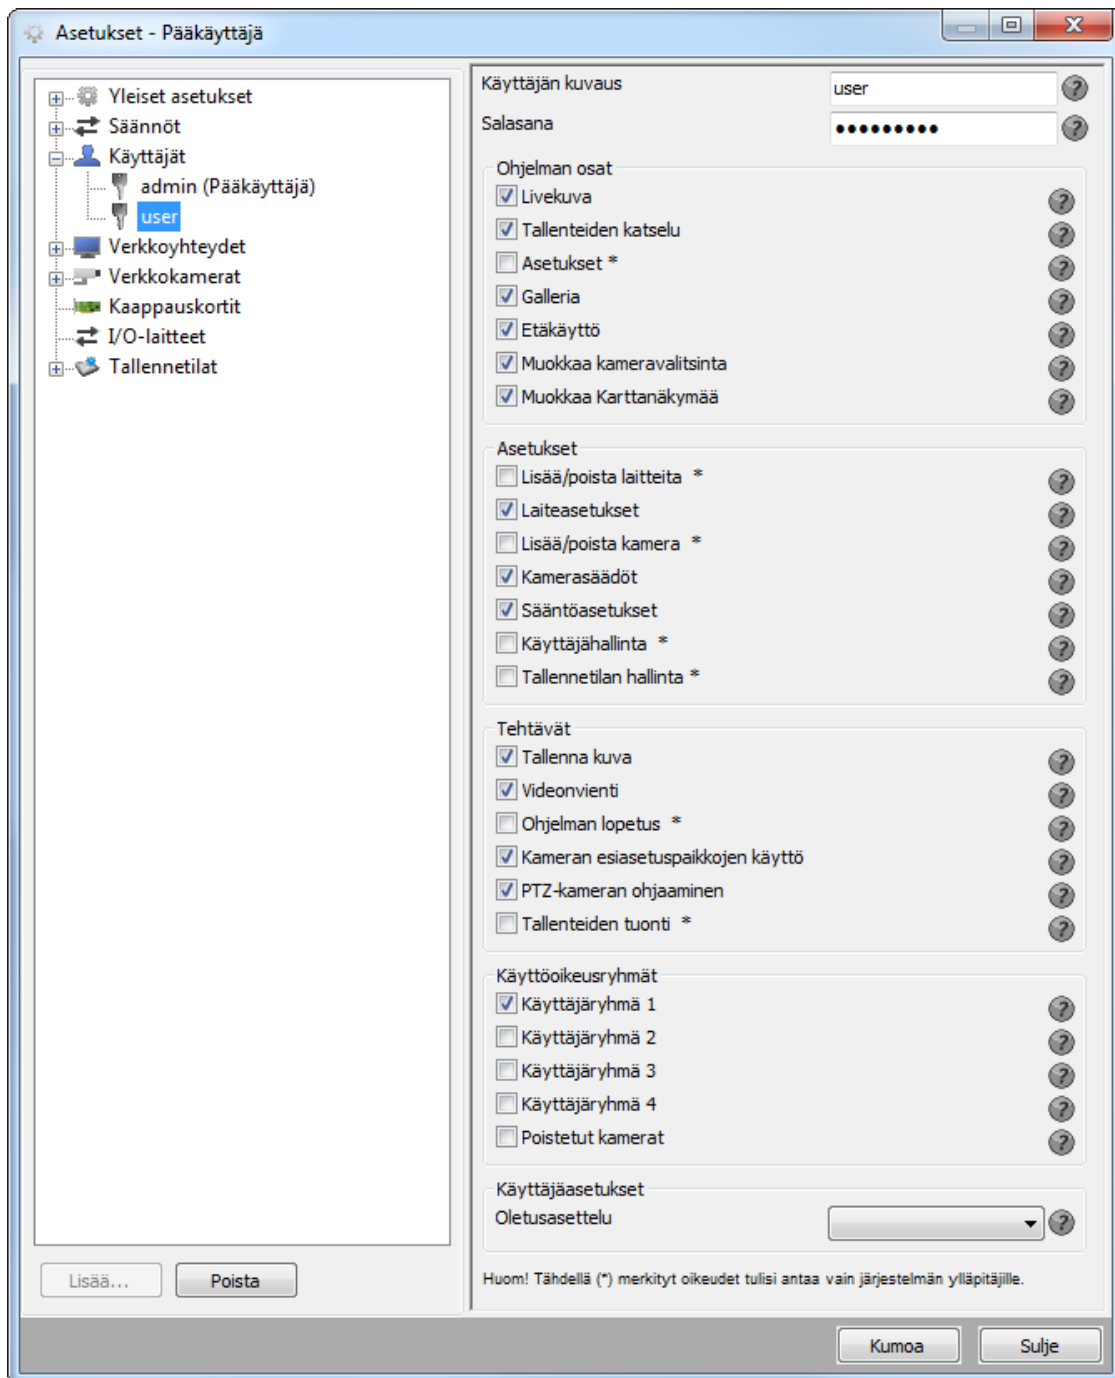 Asetukset - Pääkäyttäjä
Yleiset asetukset
Säännöt
Käyttäjät
admin (Pääkäyttäjä)
user
Verkkoyhteydet
Verkkokamerat
Kaappauskortit
I/O-laitteet
Tallennetilat
Lisää...
Poista
Käyttäjän kuvaus
user
Salasana
●●●●●●●●●
Ohjelman osat
Livekuva
Tallenteiden katselu
Asetukset *
Galleria
Etäkäyttö
Muokkaa kameravalitsinta
Muokkaa Karttanäkymää
Asetukset
Lisää/poista laitteita *
Laiteasetukset
Lisää/poista kamera *
Kamerasäädöt
Sääntöasetukset
Käyttäjähallinta *
Tallennetilan hallinta *
Tehtävät
Tallenna kuva
Videonvienti
Ohjelman lopetus *
Kameran esiasetuspaikkojen käyttö
PTZ-kameran ohjaaminen
Tallenteiden tuonti *
Käyttöoikeusryhmät
Käyttäjäryhmä 1
Käyttäjäryhmä 2
Käyttäjäryhmä 3
Käyttäjäryhmä 4
Poistetut kamerat
Käyttäjäasetukset
Oletusasettelu
Huom! Tähdellä (*) merkityt oikeudet tulisi antaa vain järjestelmän ylläpitäjille.
Kumoa
Sulje